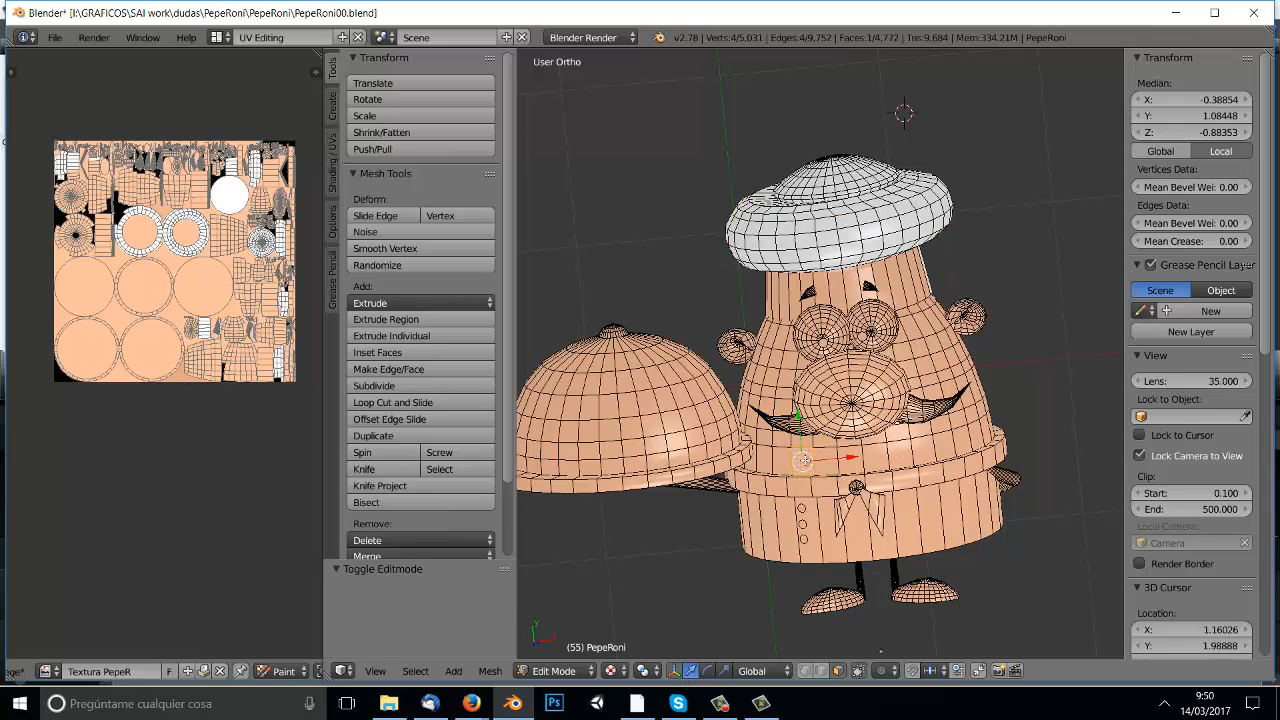 Blender* [I:\GRAFICOS\SAI work\dudas\PepeRoni\PepeRoni\PepeRoni00.blend]
File Render Window Help UV Editing Scene Blender Render v2.78 | Verts:4/5,031 | Edges:4/9,752 | Faces:1/4,772 | Tris:9,684 | Mem:334.21M | PepeRoni
Tools
Create
Shading / UVs
Options
Grease Pencil
Transform
Translate
Rotate
Scale
Shrink/Fatten
Push/Pull
Mesh Tools
Deform:
Slide Edge Vertex
Noise
Smooth Vertex
Randomize
Add:
Extrude
Extrude Region
Extrude Individual
Inset Faces
Make Edge/Face
Subdivide
Loop Cut and Slide
Offset Edge Slide
Duplicate
Spin Screw
Knife Select
Knife Project
Bisect
Remove:
Delete
Merge
Toggle Editmode
User Ortho
(55) PepeRoni
Transform
Median:
X: -0.38854
Y: 1.08448
Z: -0.88353
Global Local
Vertices Data:
Mean Bevel Wei: 0.00
Edges Data:
Mean Bevel Wei: 0.00
Mean Crease: 0.00
Grease Pencil Laye
Scene Object
New
New Layer
View
Lens: 35.000
Lock to Object:
Lock to Cursor
Lock Camera to View
Clip:
Start: 0.100
End: 500.000
Local Camera:
Camera
Render Border
3D Cursor
Location:
X: 1.16026
Y: 1.98888
Textura PepeR F Paint
View Select Add Mesh Edit Mode Global
Pregúntame cualquier cosa
9:50
14/03/2017